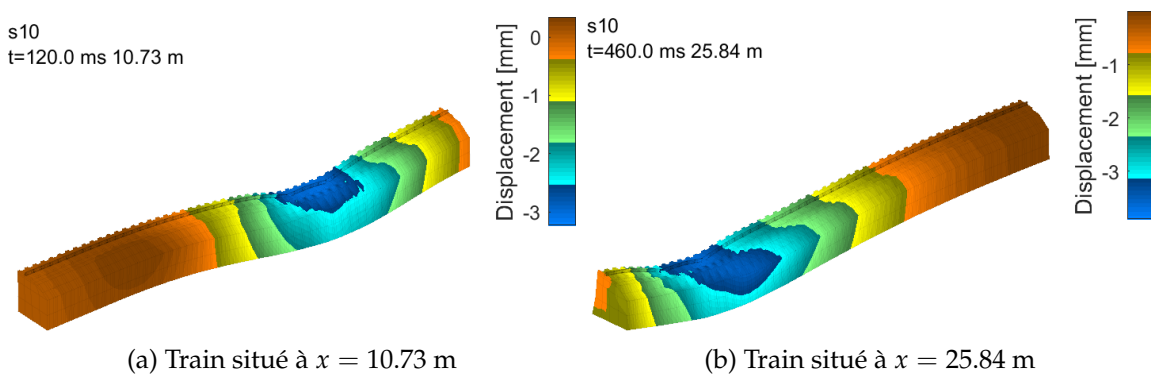 s10
t=120.0 ms 10.73 m
Displacement [mm]
0
-1
-2
-3
s10
t=460.0 ms 25.84 m
Displacement [mm]
-1
-2
-3
(a) Train situé à x = 10.73 m
(b) Train situé à x = 25.84 m